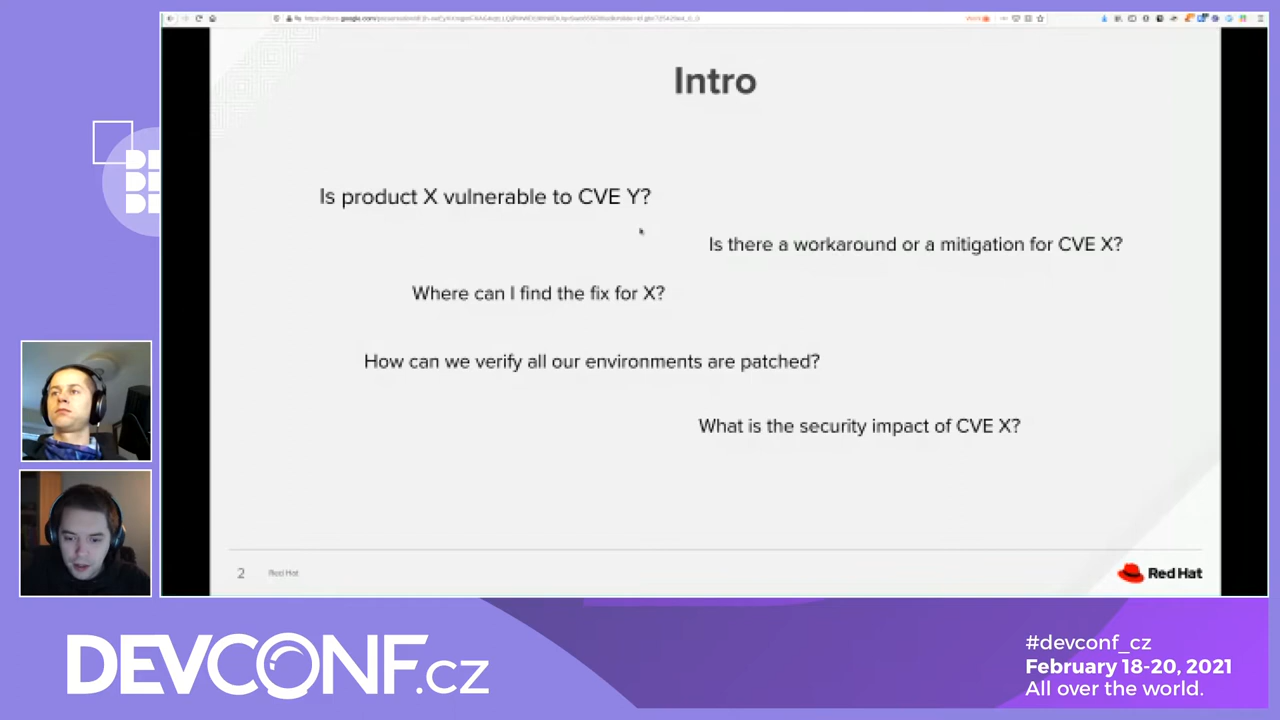 Intro
Is product X vulnerable to CVE Y?
Is there a workaround or a mitigation for CVE X?
Where can I find the fix for X?
How can we verify all our environments are patched?
What is the security impact of CVE X?
2
Red Hat
Red Hat
DEVCONF.cz
#devconf_cz
February 18-20, 2021
All over the world.